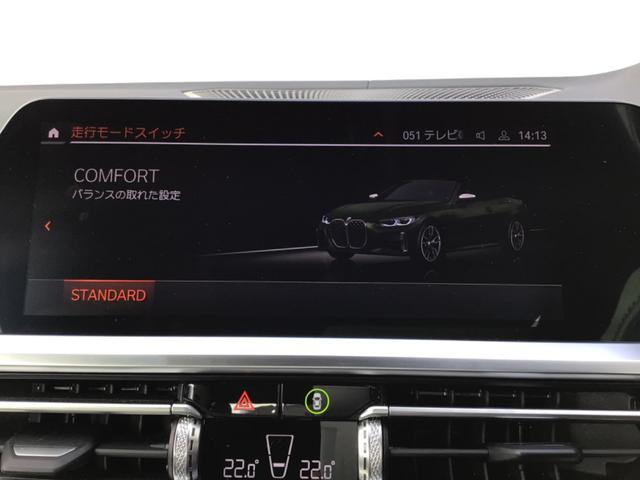 走行モードスイッチ
051 テレビ
14:13
COMFORT
バランスの取れた設定
STANDARD
22.0° 22.0°